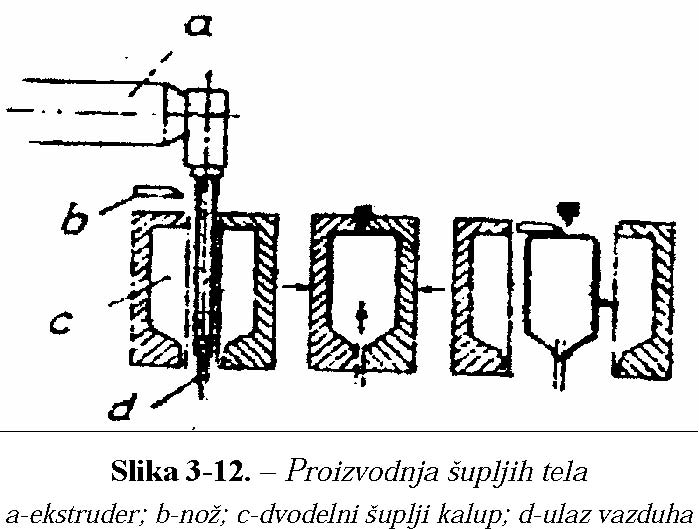 a
b
c
d
Slika 3-12. – Proizvodnja šupljih tela
a-ekstruder; b-nož; c-dvodelni šuplji kalup; d-ulaz vazduha